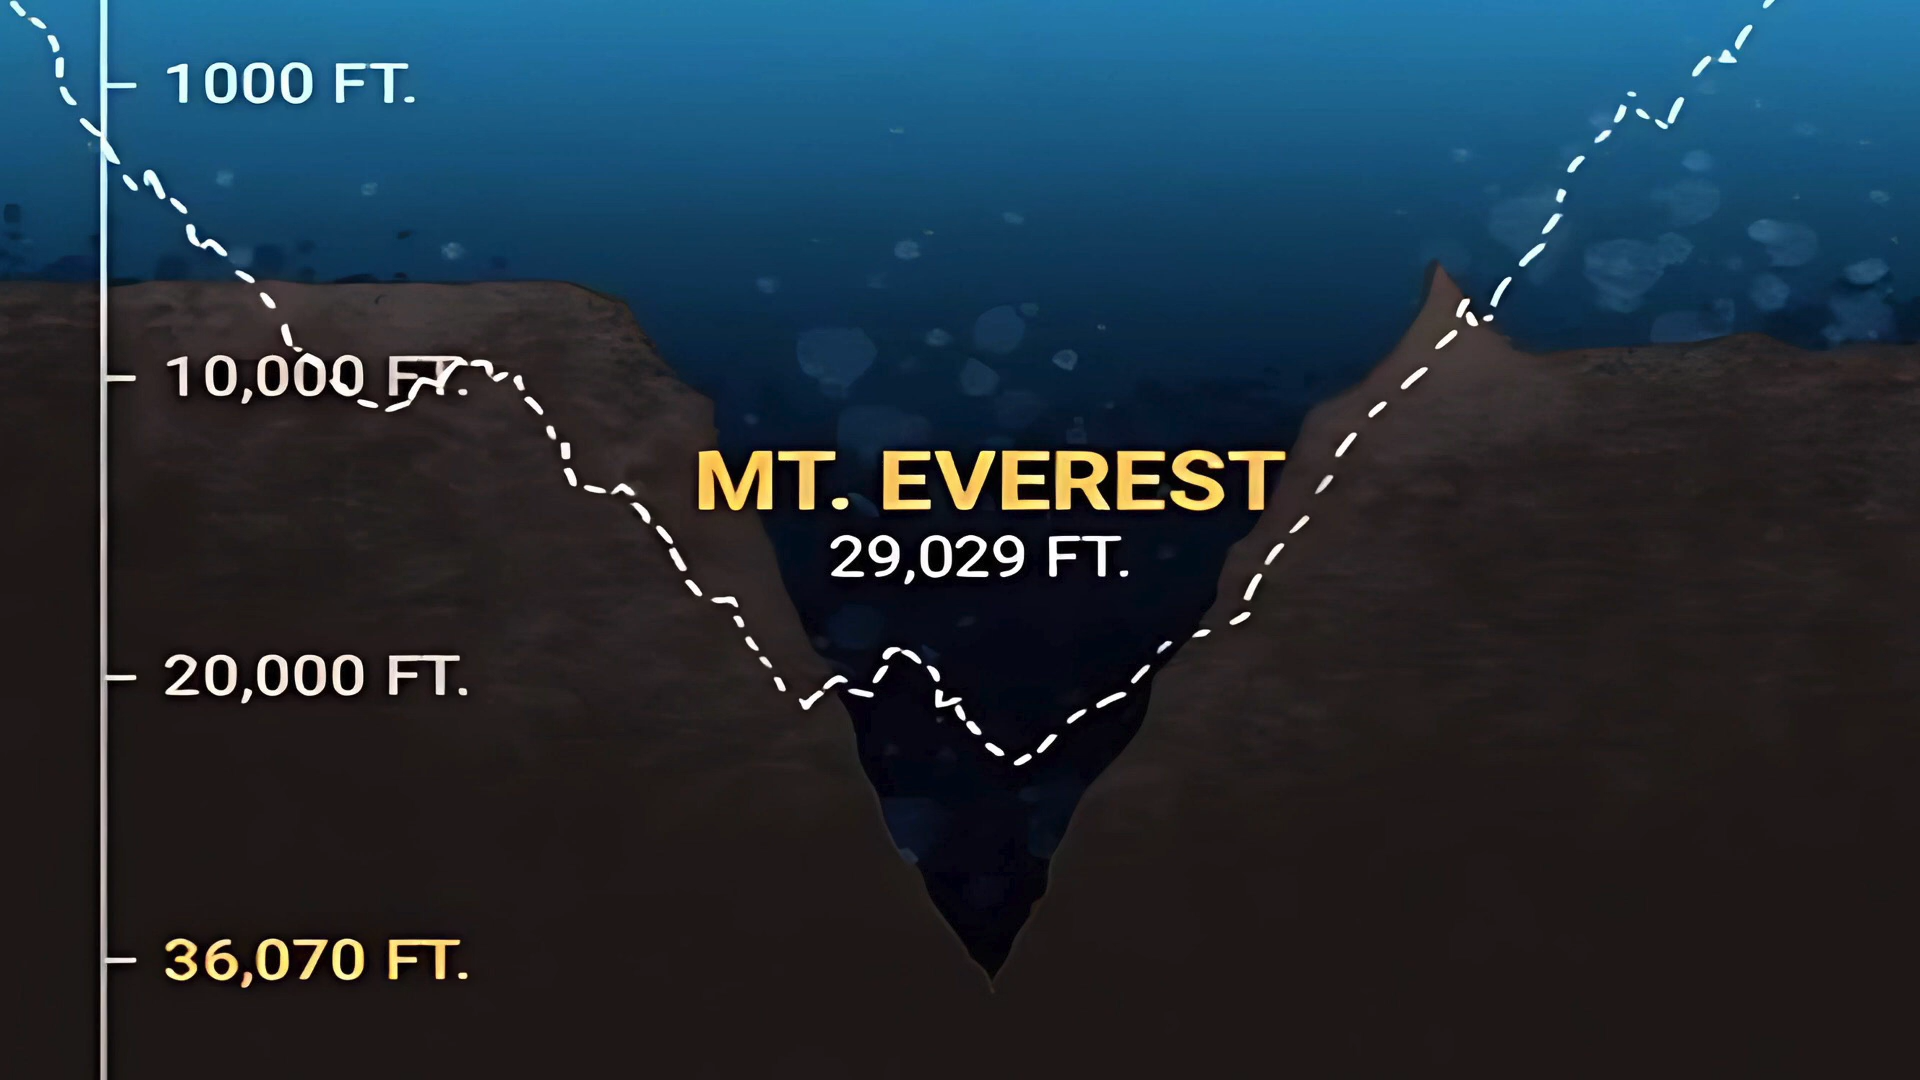 1000 FT.
10,000 FT.
MT. EVEREST
29,029 FT.
20,000 FT.
36,070 FT.